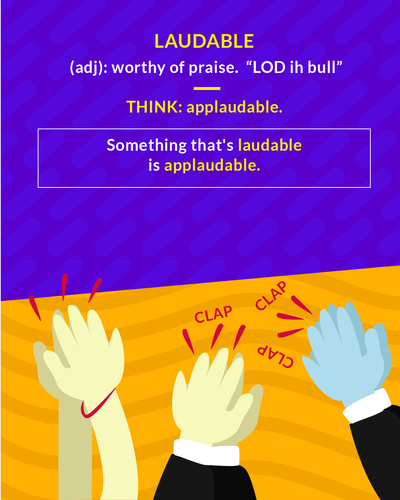 LAUDABLE
(adj): worthy of praise. “LOD ih bull”
THINK: applaudable.
Something that's laudable
is applaudable.
CLAP
CLAP
CLAP